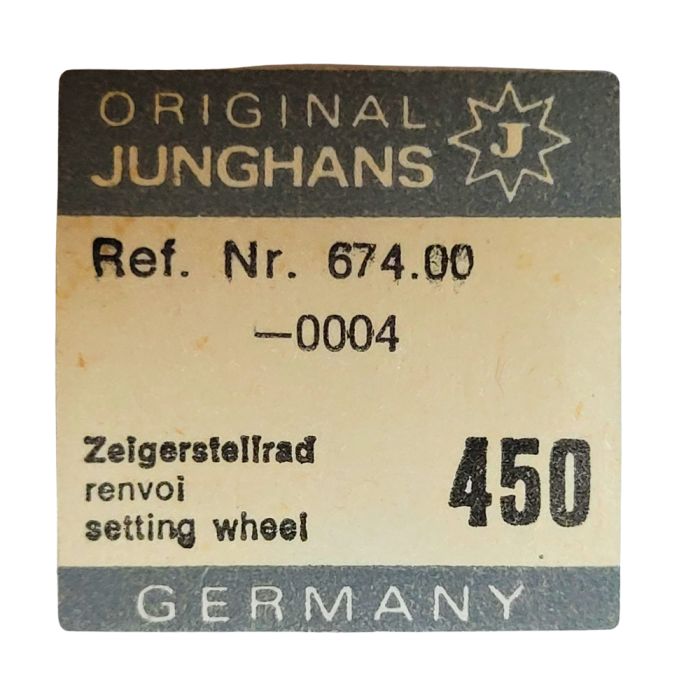 ORIGINAL
JUNGHANS
J
Ref. Nr. 674.00
—0004
Zeigerstellrad
renvoi
setting wheel
450
GERMANY